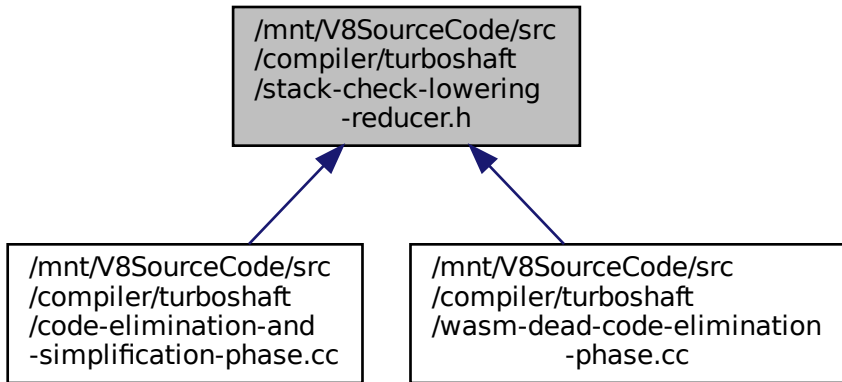 /mnt/V8SourceCode/src
/compiler/turboshaft
/stack-check-lowering
-reducer.h
/mnt/V8SourceCode/src
/compiler/turboshaft
/code-elimination-and
-simplification-phase.cc
/mnt/V8SourceCode/src
/compiler/turboshaft
/wasm-dead-code-elimination
-phase.cc